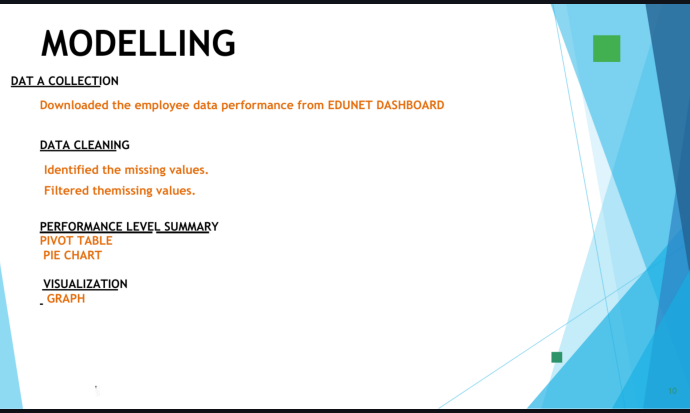 MODELLING
DAT A COLLECTION
Downloaded the employee data performance from EDUNET DASHBOARD
DATA CLEANING
Identified the missing values.
Filtered themissing values.
PERFORMANCE LEVEL SUMMARY
PIVOT TABLE
PIE CHART
VISUALIZATION
GRAPH
10